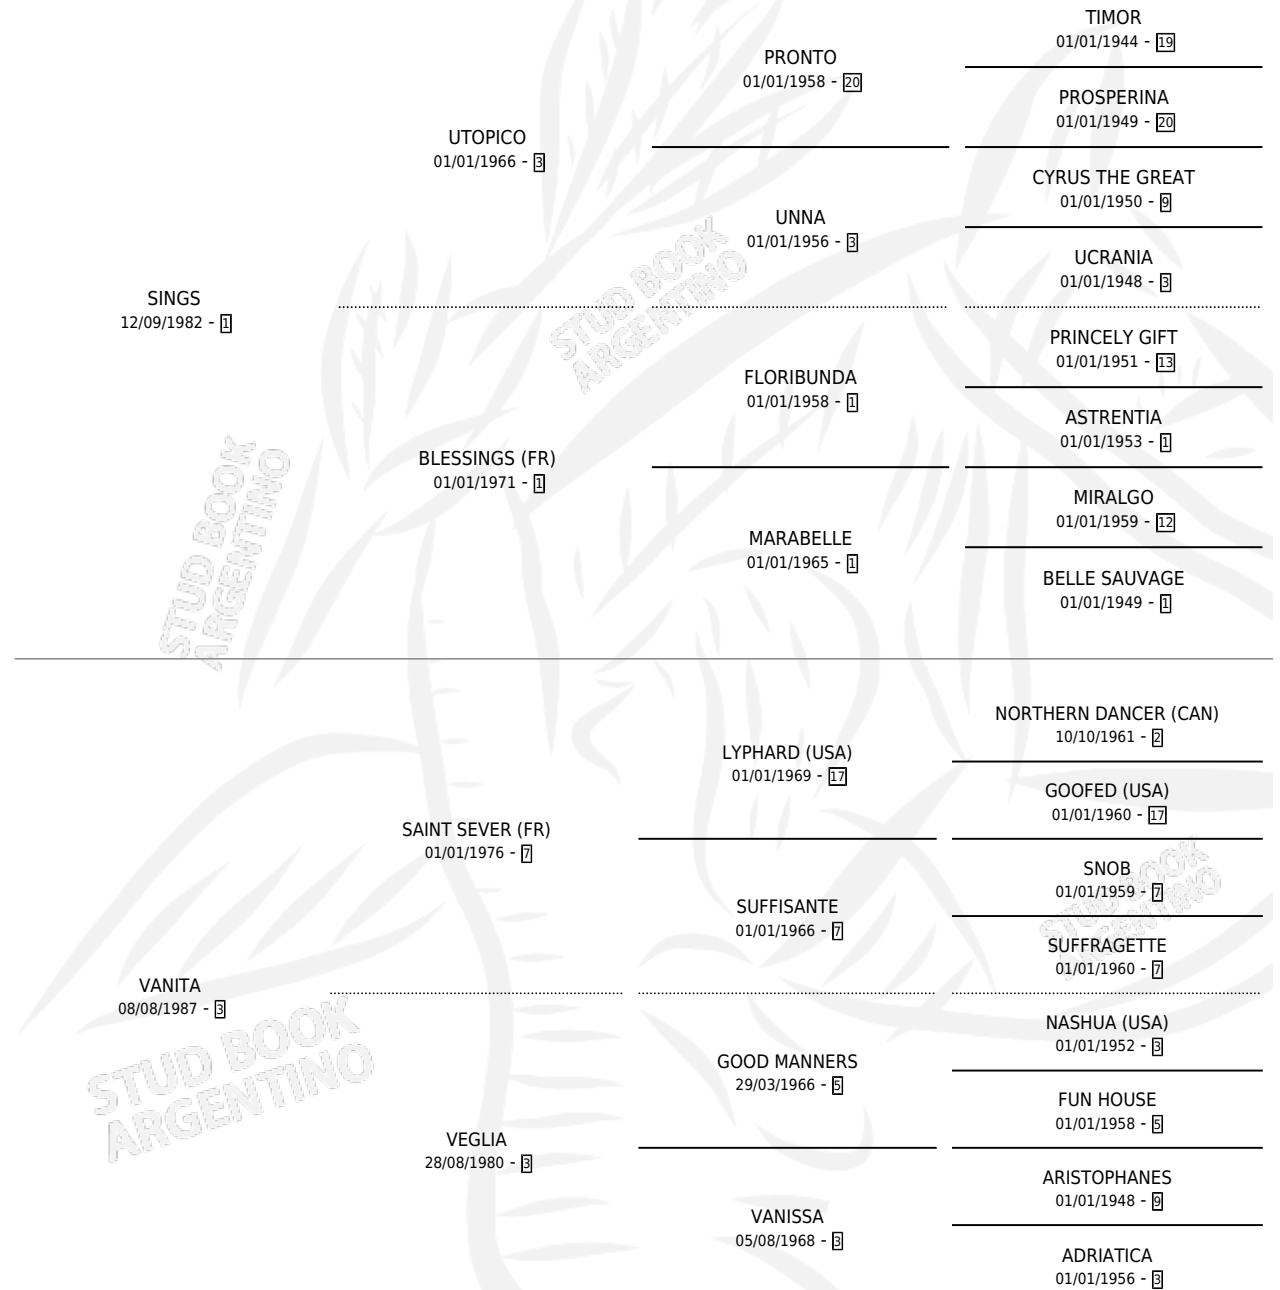 TIMOR
01/01/1944 - 19
PRONTO
01/01/1958 - 20
PROSPERINA
01/01/1949 - 20
UTOPICO
01/01/1966 - 3
CYRUS THE GREAT
01/01/1950 - 9
UNNA
01/01/1956 - 3
UCRANIA
01/01/1948 - 3
SINGS
12/09/1982 - 1
PRINCELY GIFT
01/01/1951 - 13
FLORIBUNDA
01/01/1958 - 1
ASTRENTIA
01/01/1953 - 1
BLESSINGS (FR)
01/01/1971 - 1
MIRALGO
01/01/1959 - 12
MARABELLE
01/01/1965 - 1
BELLE SAUVAGE
01/01/1949 - 1
STUD BOOK
ARGENTINO
STUD BOOK
ARGENTINO
NORTHERN DANCER (CAN)
10/10/1961 - 2
LYPHARD (USA)
01/01/1969 - 17
GOOFED (USA)
01/01/1960 - 17
SAINT SEVER (FR)
01/01/1976 - 7
SNOB
01/01/1959 - 7
SUFFISANTE
01/01/1966 - 7
SUFFRAGETTE
01/01/1960 - 7
VANITA
08/08/1987 - 3
NASHUA (USA)
01/01/1952 - 3
GOOD MANNERS
29/03/1966 - 5
FUN HOUSE
01/01/1958 - 5
VEGLIA
28/08/1980 - 3
ARISTOPHANES
01/01/1948 - 9
VANISSA
05/08/1968 - 3
ADRIATICA
01/01/1956 - 3
STUD BOOK
ARGENTINO
STUD BOOK
ARGENTINO